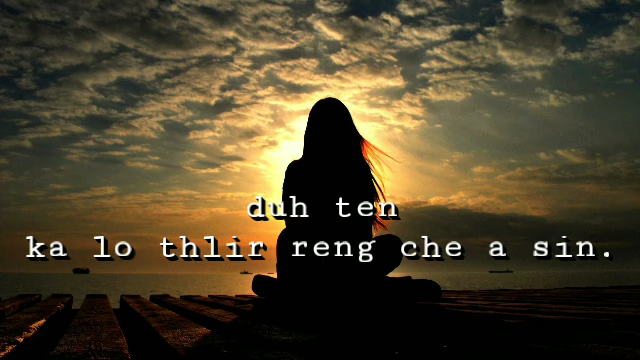 duh ten
ka lo thlir reng che a sin.